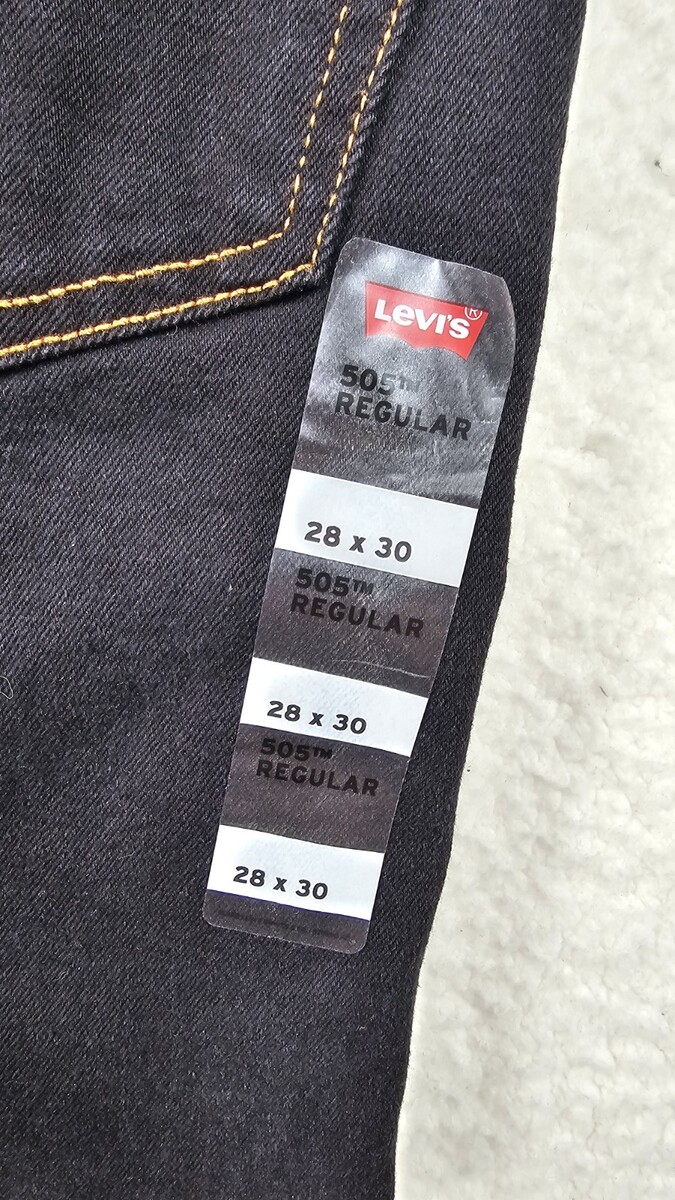 Levi's®
505™
REGULAR
28 x 30
505™
REGULAR
28 x 30
505™
REGULAR
28 x 30